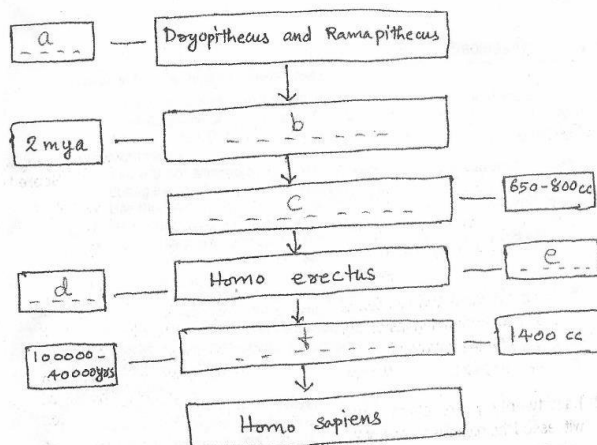 a
Dryopithecus and Ramapithecus
2 mya
b
C
650-800cc
d
Homo erectus
e
100000-
40000yrs
f
1400 cc
Homo sapiens